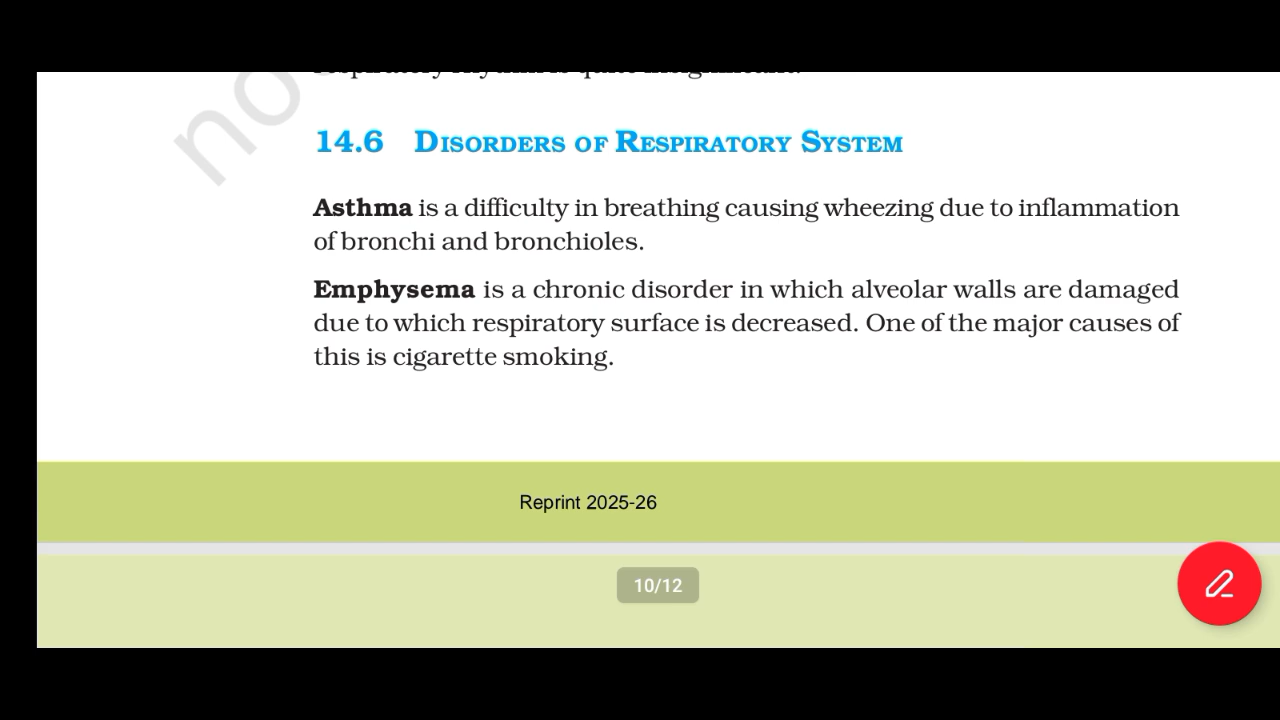 no
14.6 Disorders of Respiratory System
Asthma is a difficulty in breathing causing wheezing due to inflammation
of bronchi and bronchioles.
Emphysema is a chronic disorder in which alveolar walls are damaged
due to which respiratory surface is decreased. One of the major causes of
this is cigarette smoking.
Reprint 2025-26
10/12